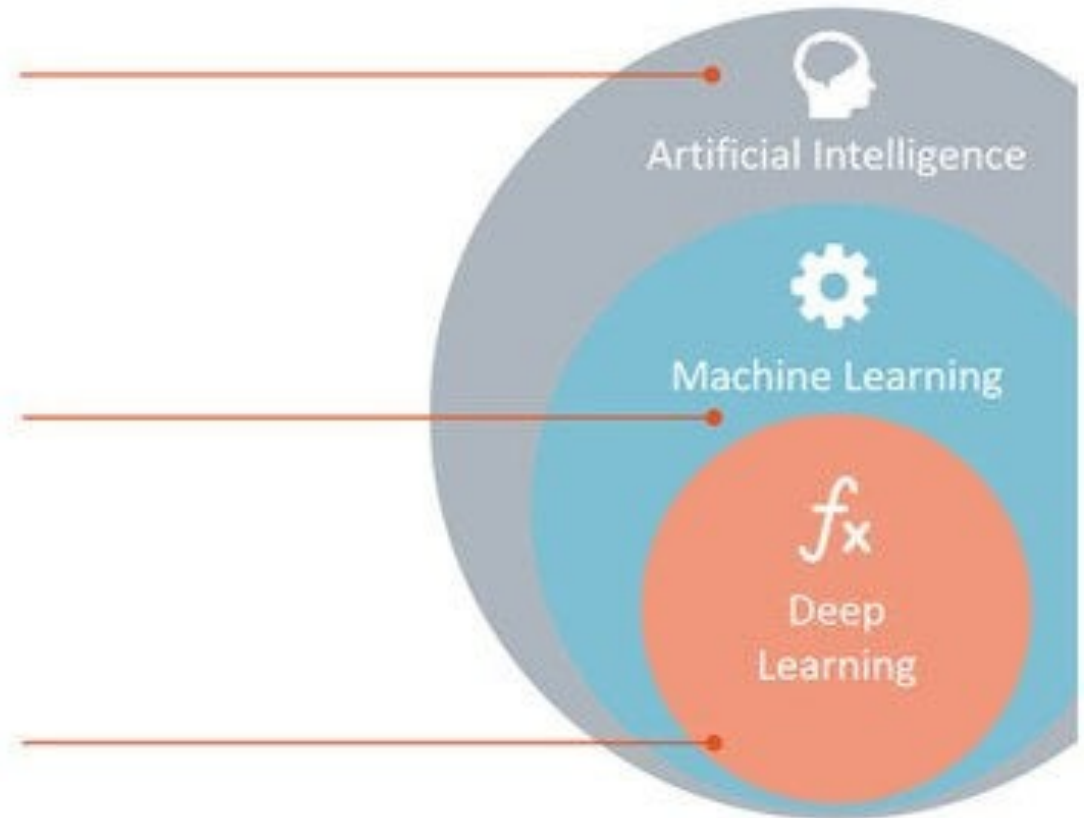 Artificial Intelligence
Machine Learning
fx
Deep
Learning